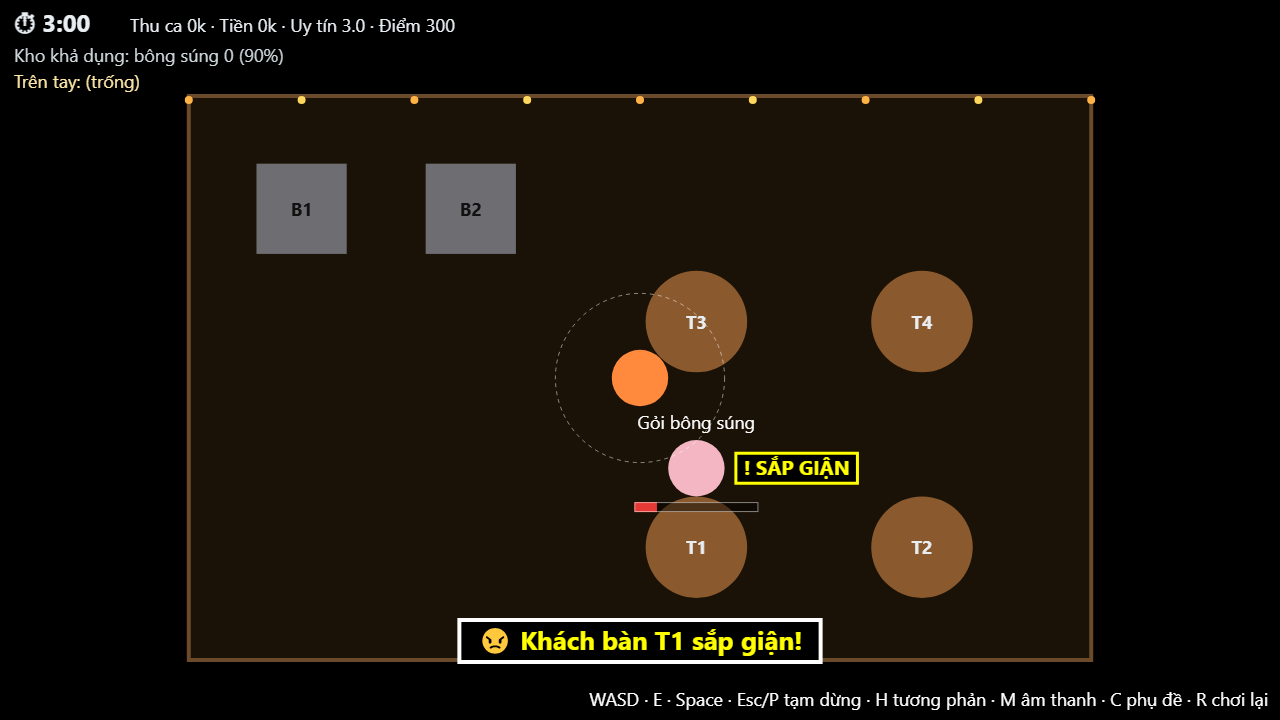 ⏱ 3:00 Thu ca 0k · Tiền 0k · Uy tín 3.0 · Điểm 300
Kho khả dụng: bông súng 0 (90%)
Trên tay: (trống)
B1 B2
T3 T4
Gỏi bông súng
! SẮP GIẬN
T1 T2
😠 Khách bàn T1 sắp giận!
WASD · E · Space · Esc/P tạm dừng · H tương phản · M âm thanh · C phụ đề · R chơi lại